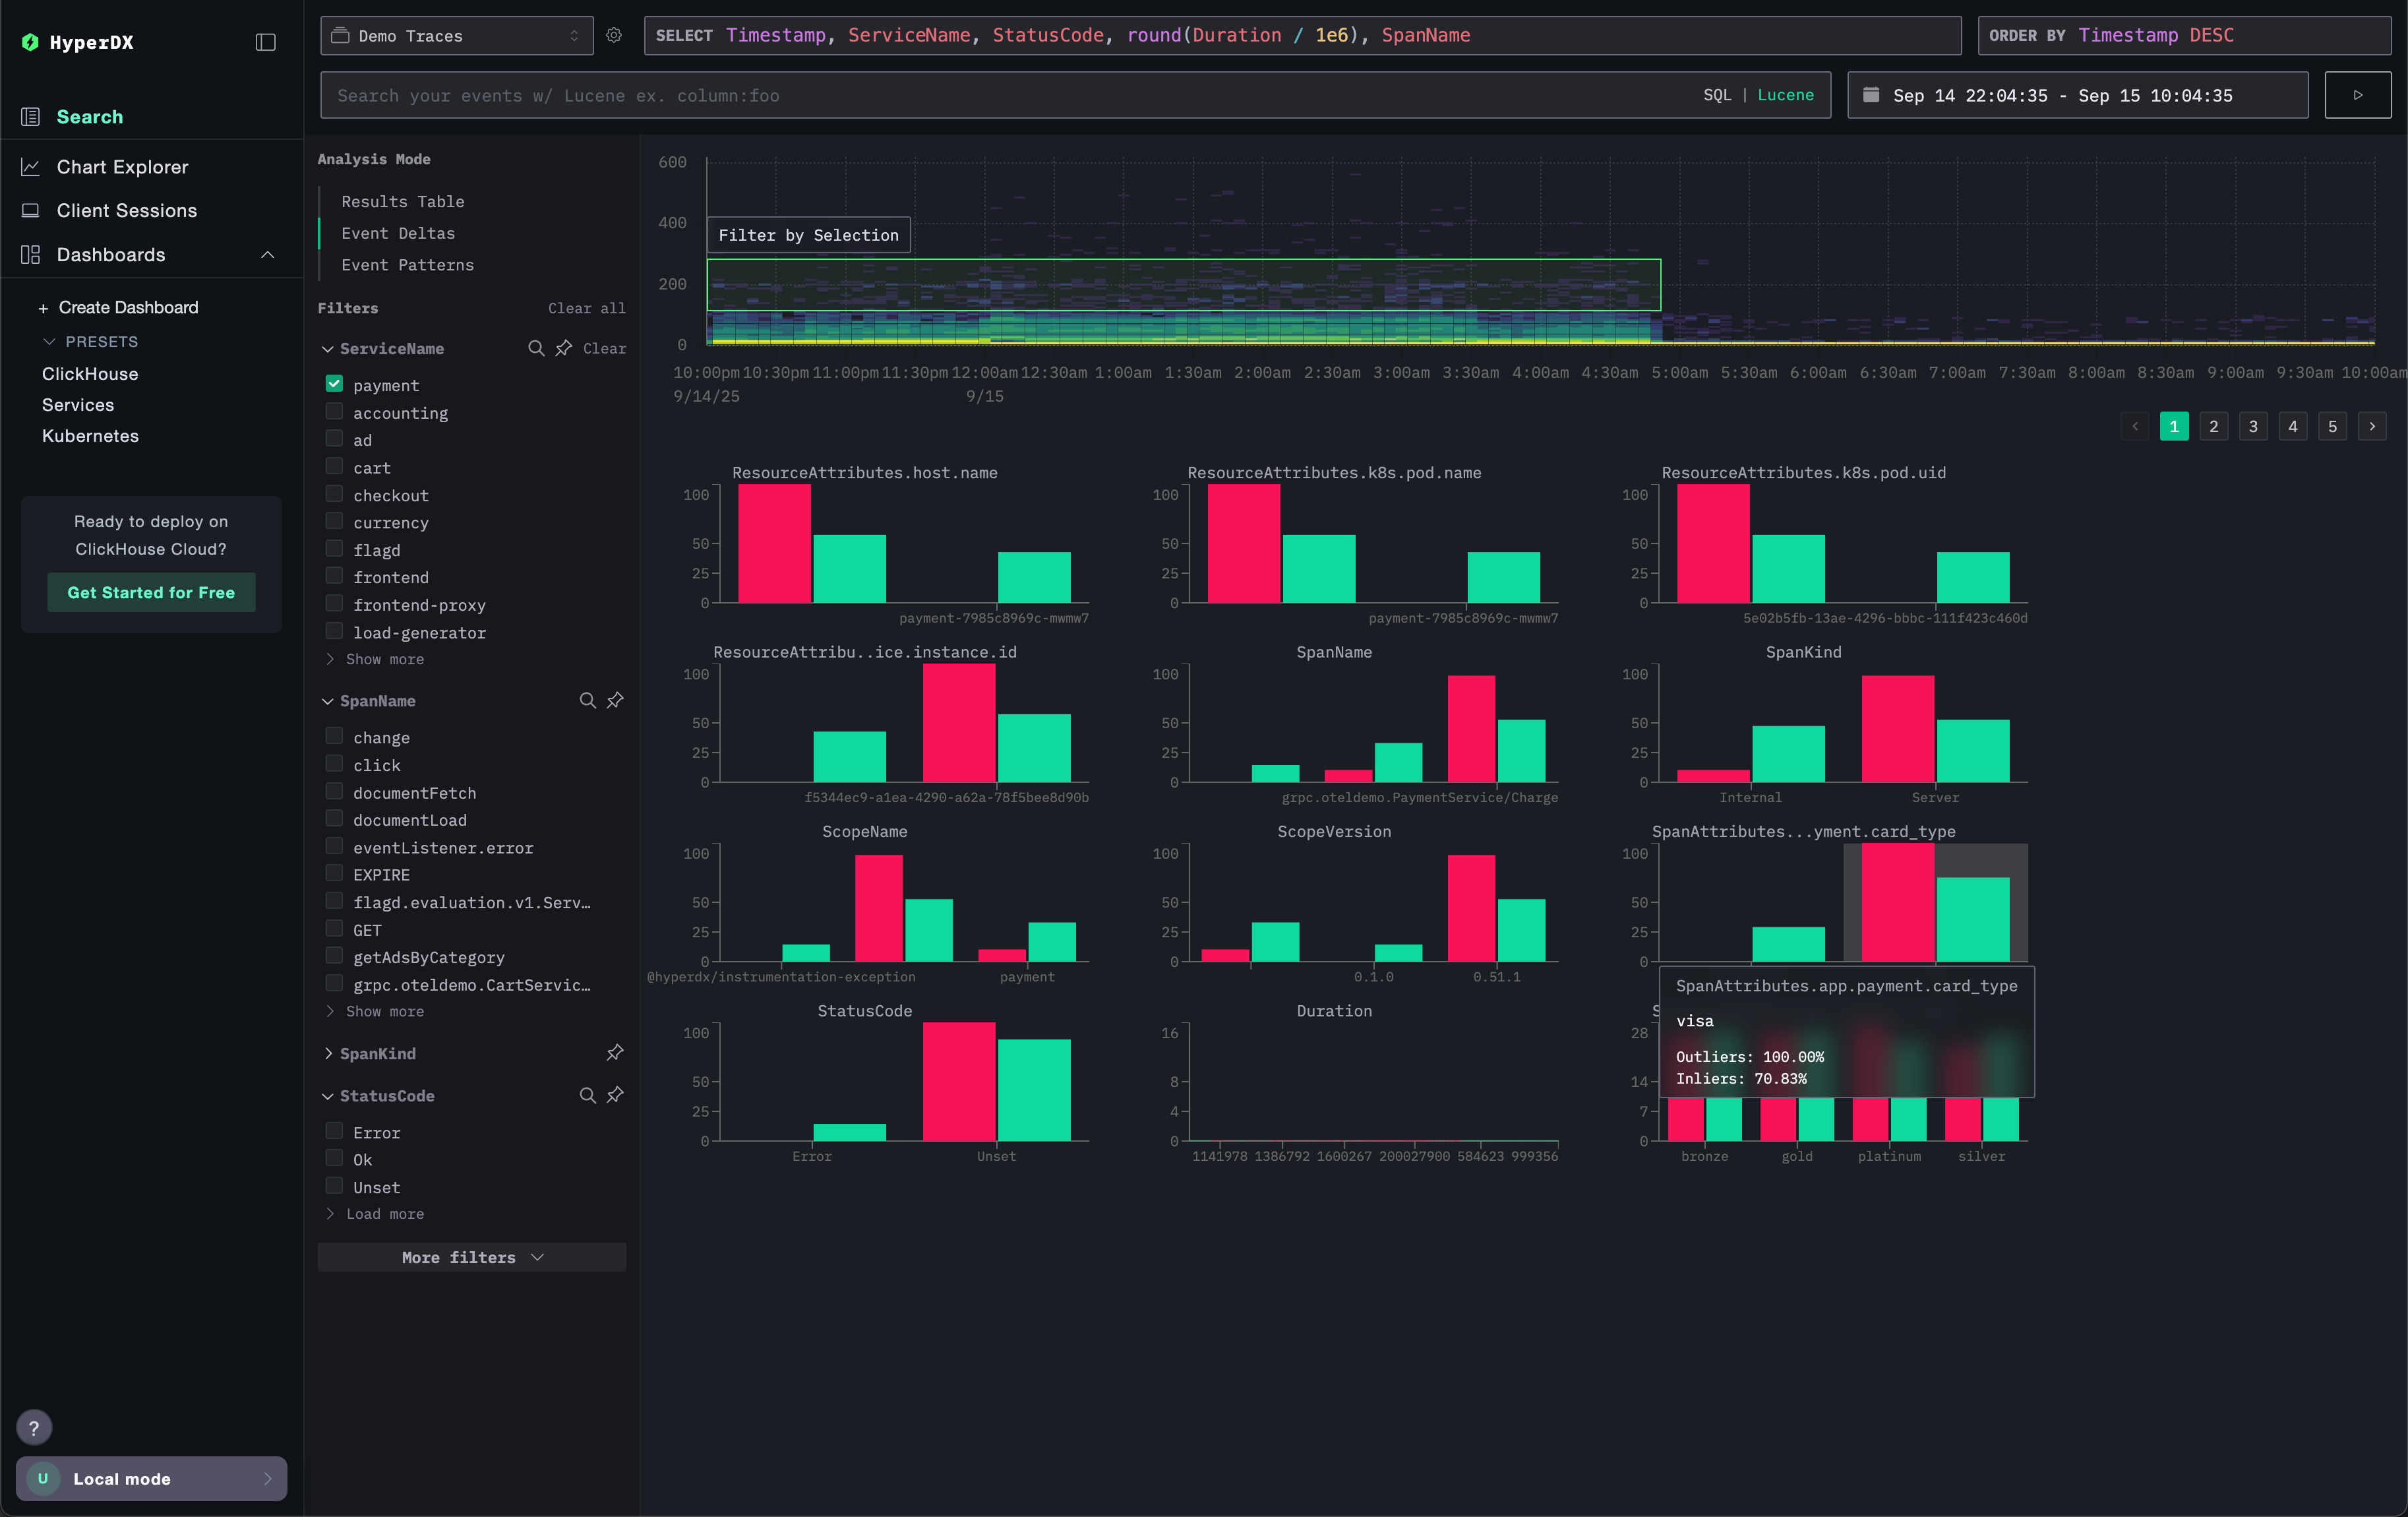 HyperDX
Search
Chart Explorer
Client Sessions
Dashboards
+ Create Dashboard
PRESETS
ClickHouse
Services
Kubernetes
Ready to deploy on
ClickHouse Cloud?
Get Started for Free
?
U Local mode
Demo Traces
SELECT Timestamp, ServiceName, StatusCode, round(Duration / 1e6), SpanName
ORDER BY Timestamp DESC
Search your events w/ Lucene ex. column:foo
SQL | Lucene
Sep 14 22:04:35 - Sep 15 10:04:35
Analysis Mode
Results Table
Event Deltas
Event Patterns
Filters Clear all
ServiceName Clear
payment
accounting
ad
cart
checkout
currency
flagd
frontend
frontend-proxy
load-generator
Show more
SpanName
change
click
documentFetch
documentLoad
eventListener.error
EXPIRE
flagd.evaluation.v1.Serv…
GET
getAdsByCategory
grpc.oteldemo.CartServic…
Show more
SpanKind
StatusCode
Error
Ok
Unset
Load more
More filters
600
400
200
0
Filter by Selection
10:00pm 10:30pm 11:00pm 11:30pm 12:00am 12:30am 1:00am 1:30am 2:00am 2:30am 3:00am 3:30am 4:00am 4:30am 5:00am 5:30am 6:00am 6:30am 7:00am 7:30am 8:00am 8:30am 9:00am 9:30am 10:00am
9/14/25 9/15
1 2 3 4 5
ResourceAttributes.host.name
100
50
25
0
payment-7985c8969c-mwmw7
ResourceAttributes.k8s.pod.name
100
50
25
0
payment-7985c8969c-mwmw7
ResourceAttributes.k8s.pod.uid
100
50
25
0
5e02b5fb-13ae-4296-bbbc-111f423c460d
ResourceAttribu..ice.instance.id
100
50
25
0
f5344ec9-a1ea-4290-a62a-78f5bee8d90b
SpanName
100
50
25
0
grpc.oteldemo.PaymentService/Charge
SpanKind
100
50
25
0
Internal Server
ScopeName
100
50
25
0
@hyperdx/instrumentation-exception payment
ScopeVersion
100
50
25
0
0.1.0 0.51.1
SpanAttributes...yment.card_type
100
50
25
0
SpanAttributes.app.payment.card_type
visa
Outliers: 100.00%
Inliers: 70.83%
StatusCode
100
50
25
0
Error Unset
Duration
16
8
4
0
1141978 1386792 1600267 200027900 584623 999356
28
14
7
0
bronze gold platinum silver